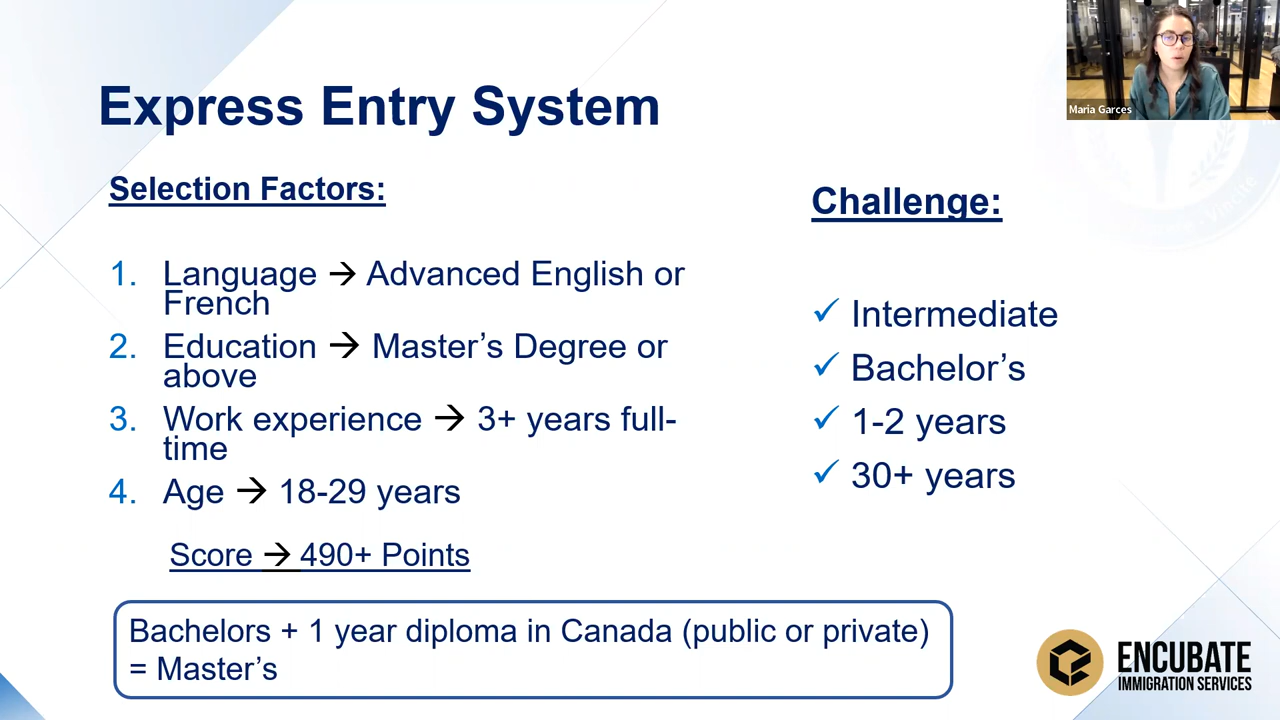 Express Entry System
Maria Garces
Selection Factors:
1. Language → Advanced English or
French
2. Education → Master’s Degree or
above
3. Work experience → 3+ years full-
time
4. Age → 18-29 years
Score → 490+ Points
Challenge:
✓ Intermediate
✓ Bachelor’s
✓ 1-2 years
✓ 30+ years
Bachelors + 1 year diploma in Canada (public or private)
= Master’s
ENCUBATE
IMMIGRATION SERVICES